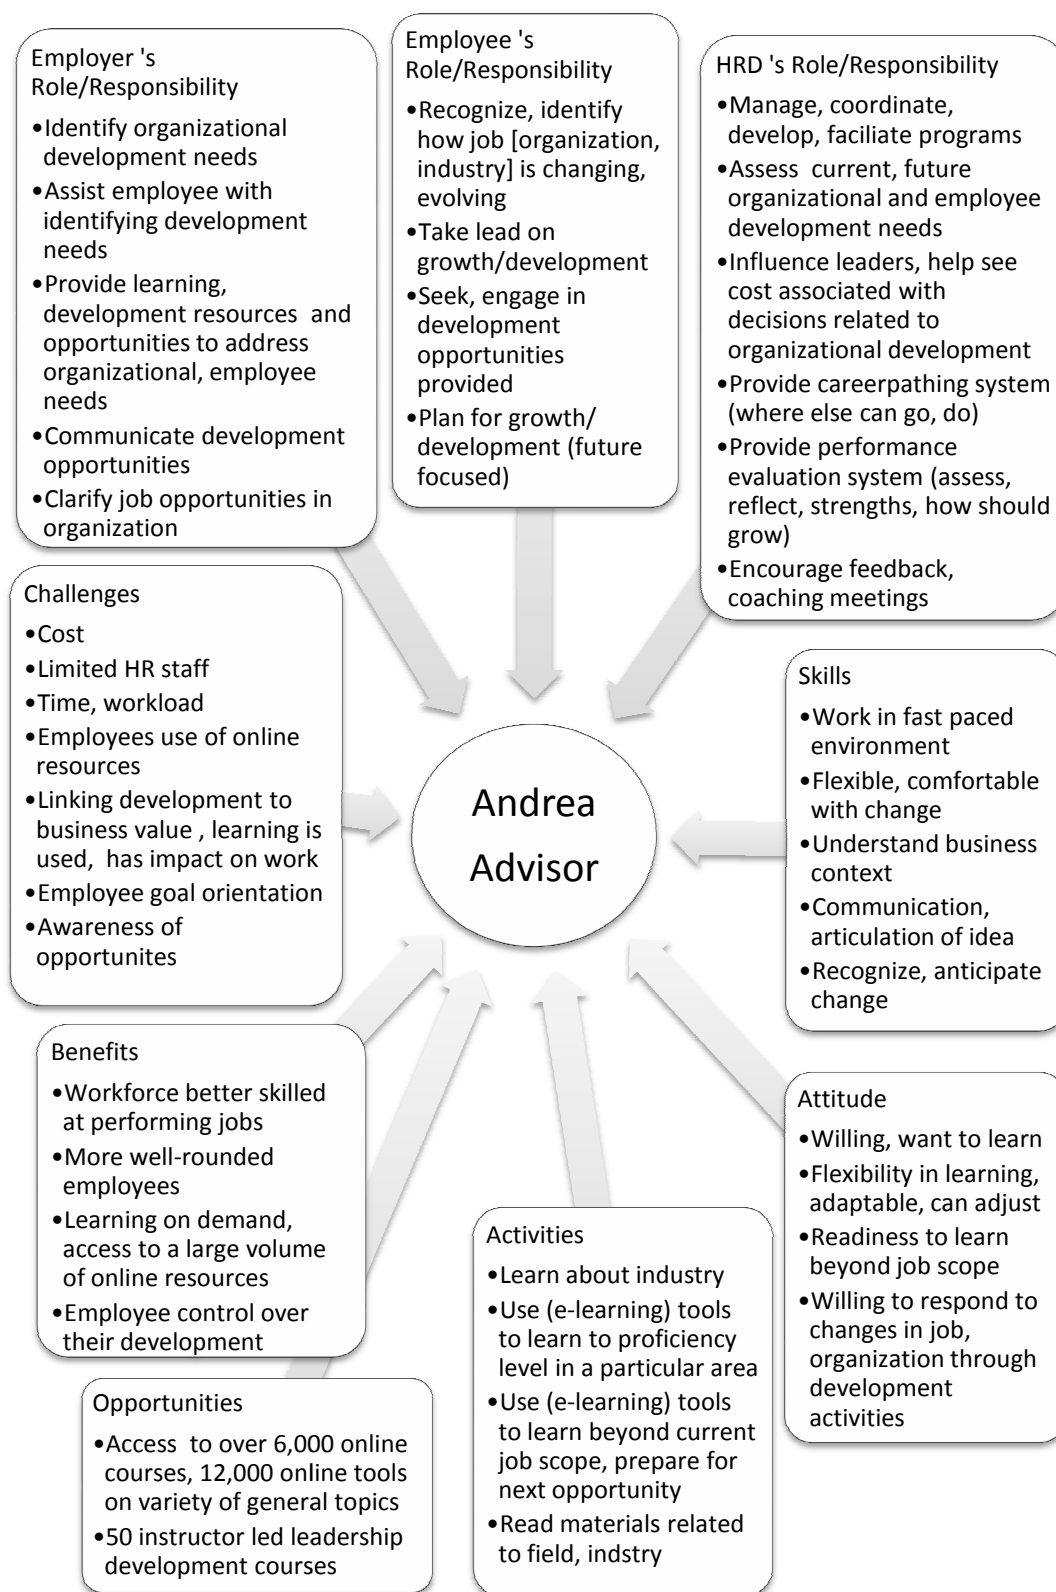 Employer 's
Role/Responsibility
•Identify organizational
development needs
•Assist employee with
identifying development
needs
•Provide learning,
development resources and
opportunities to address
organizational, employee
needs
•Communicate development
opportunities
•Clarify job opportunities in
organization
Employee 's
Role/Responsibility
•Recognize, identify
how job [organization,
industry] is changing,
evolving
•Take lead on
growth/development
•Seek, engage in
development
opportunities
provided
•Plan for growth/
development (future
focused)
HRD 's Role/Responsibility
•Manage, coordinate,
develop, faciliate programs
•Assess current, future
organizational and employee
development needs
•Influence leaders, help see
cost associated with
decisions related to
organizational development
•Provide careerpathing system
(where else can go, do)
•Provide performance
evaluation system (assess,
reflect, strengths, how should
grow)
•Encourage feedback,
coaching meetings
Challenges
•Cost
•Limited HR staff
•Time, workload
•Employees use of online
resources
•Linking development to
business value , learning is
used, has impact on work
•Employee goal orientation
•Awareness of
opportunites
Andrea
Advisor
Skills
•Work in fast paced
environment
•Flexible, comfortable
with change
•Understand business
context
•Communication,
articulation of idea
•Recognize, anticipate
change
Benefits
•Workforce better skilled
at performing jobs
•More well-rounded
employees
•Learning on demand,
access to a large volume
of online resources
•Employee control over
their development
Attitude
•Willing, want to learn
•Flexibility in learning,
adaptable, can adjust
•Readiness to learn
beyond job scope
•Willing to respond to
changes in job,
organization through
development
activities
Opportunities
•Access to over 6,000 online
courses, 12,000 online tools
on variety of general topics
•50 instructor led leadership
development courses
Activities
•Learn about industry
•Use (e-learning) tools
to learn to proficiency
level in a particular area
•Use (e-learning) tools
to learn beyond current
job scope, prepare for
next opportunity
•Read materials related
to field, indstry